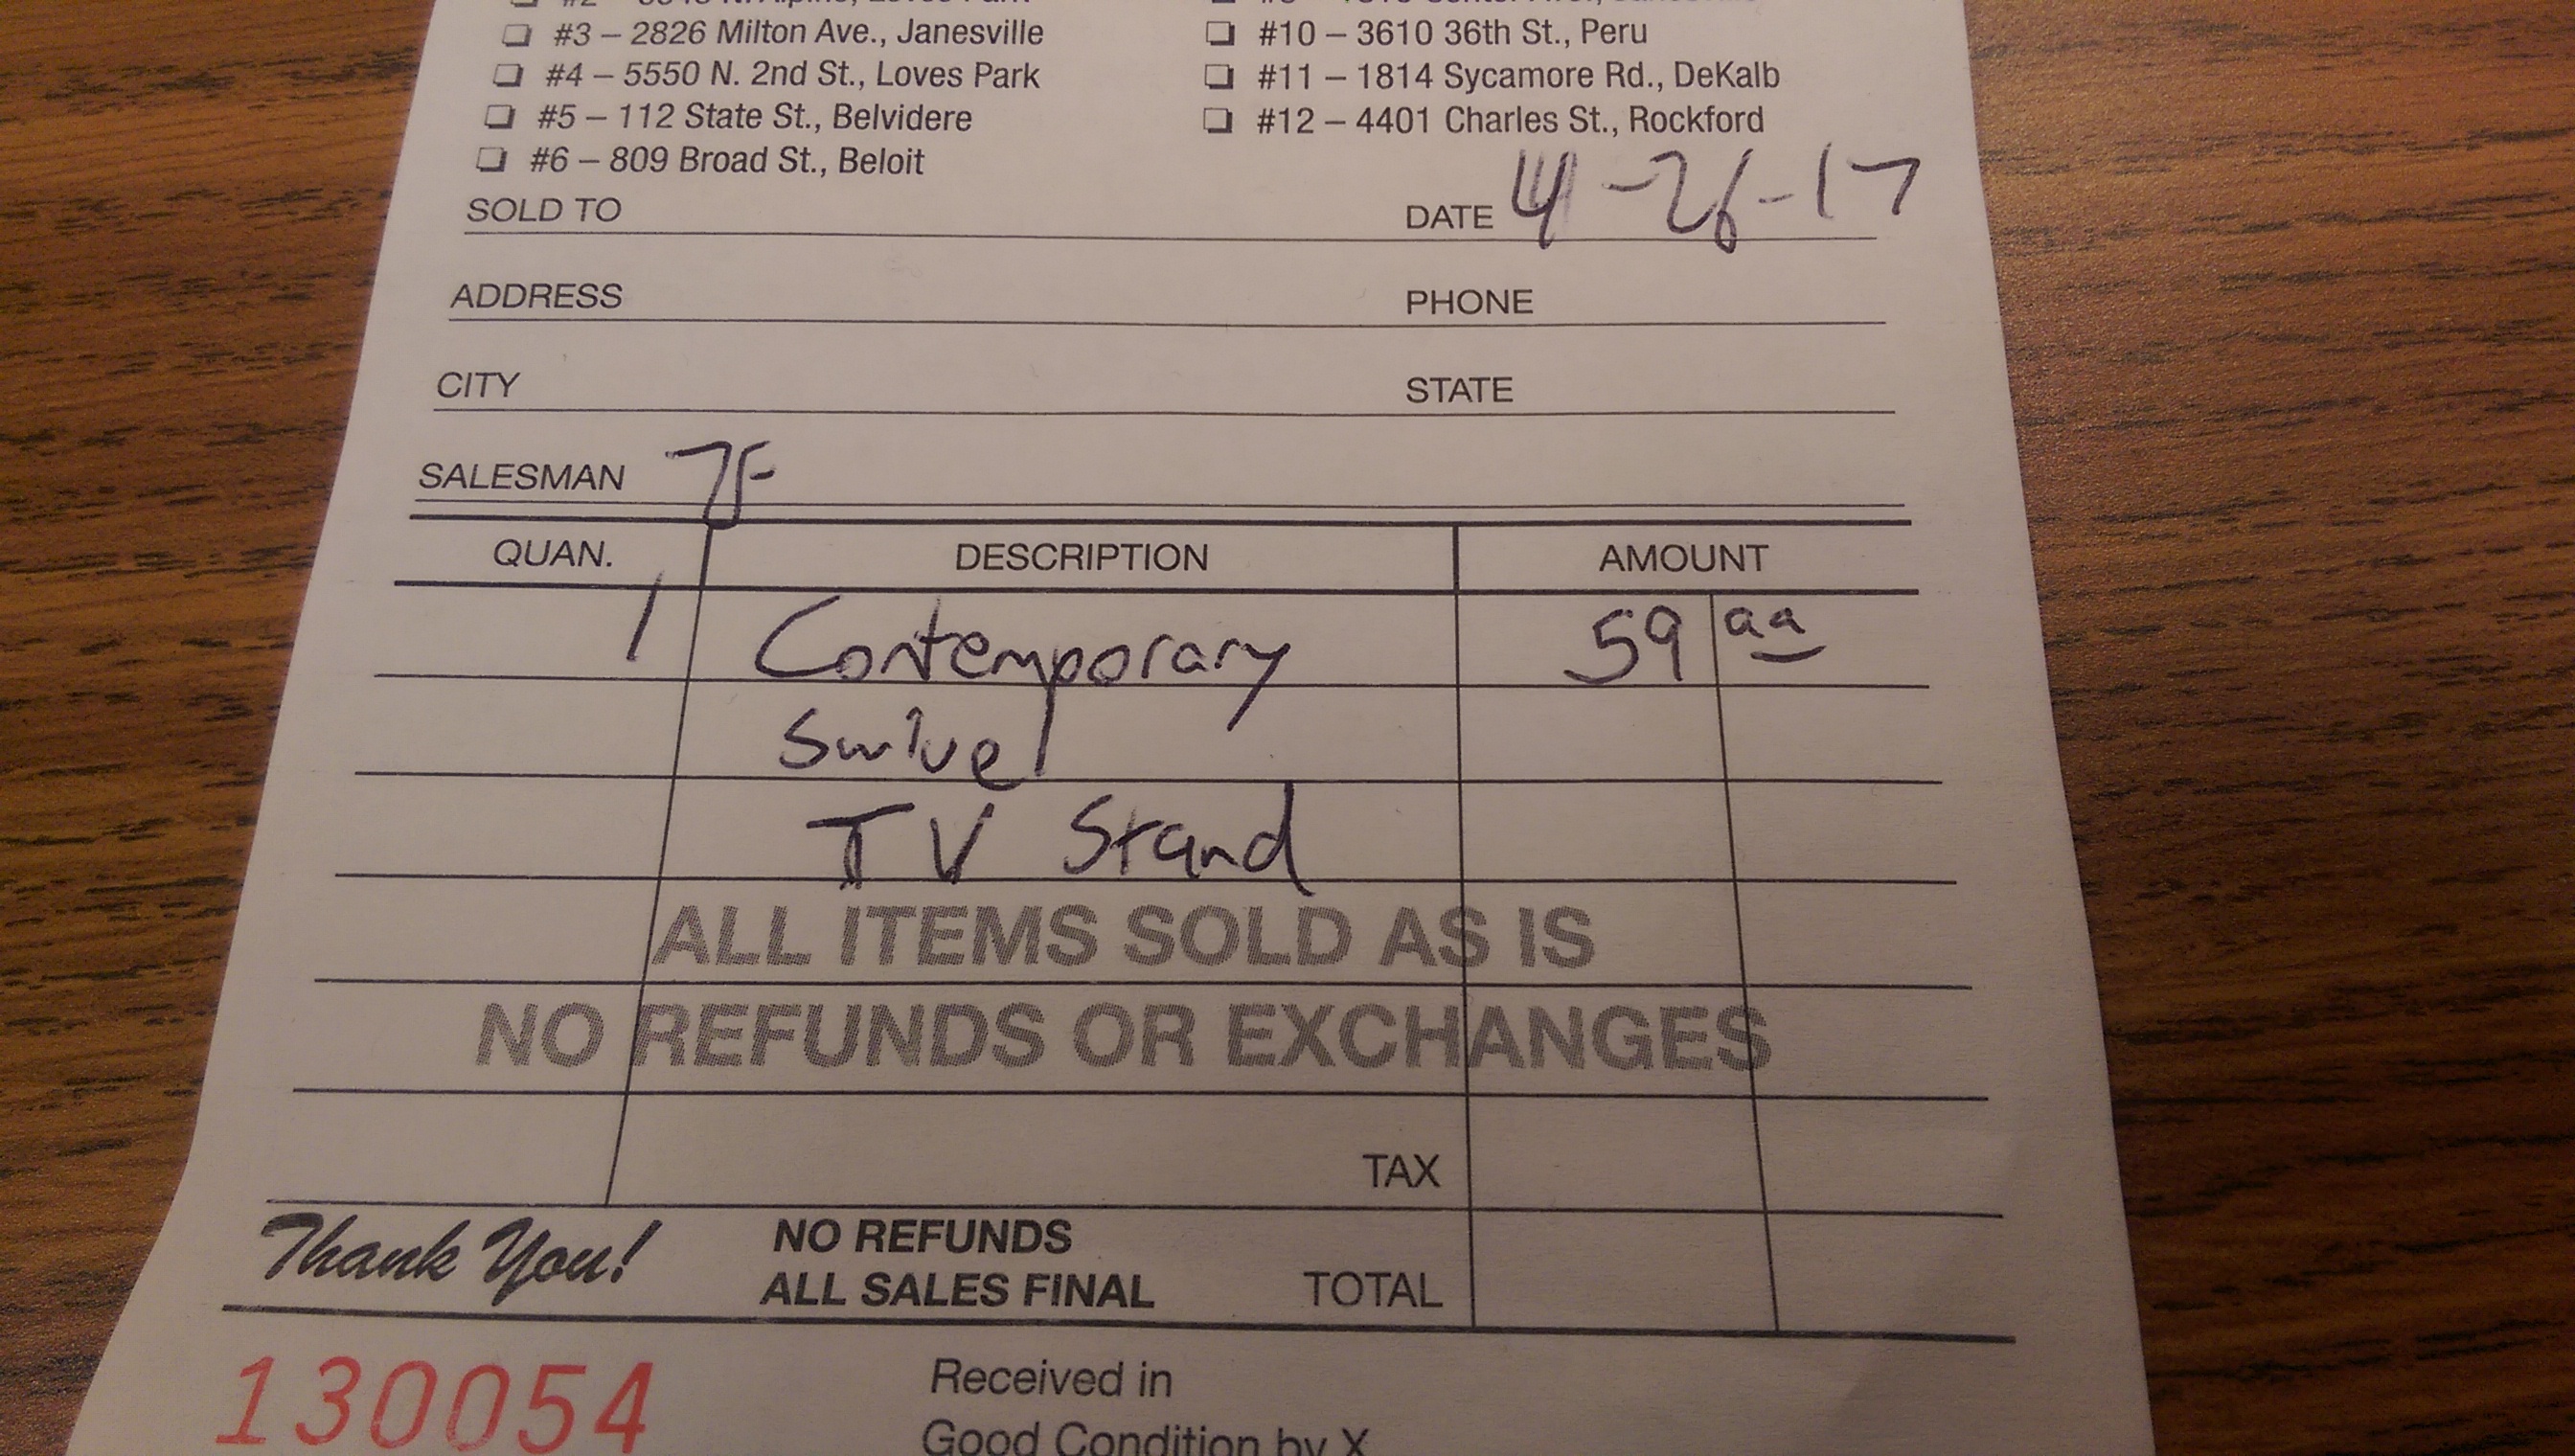 #3 – 2826 Milton Ave., Janesville
#4 – 5550 N. 2nd St., Loves Park
#5 – 112 State St., Belvidere
#6 – 809 Broad St., Beloit
#10 – 3610 36th St., Peru
#11 – 1814 Sycamore Rd., DeKalb
#12 – 4401 Charles St., Rockford
SOLD TO
DATE 4-26-17
ADDRESS
PHONE
CITY
STATE
SALESMAN JF
QUAN. DESCRIPTION AMOUNT
1 Contemporary 59 99
Swivel
TV Stand
ALL ITEMS SOLD AS IS
NO REFUNDS OR EXCHANGES
TAX
Thank You!
NO REFUNDS
ALL SALES FINAL
TOTAL
130054
Received in
Good Condition by X